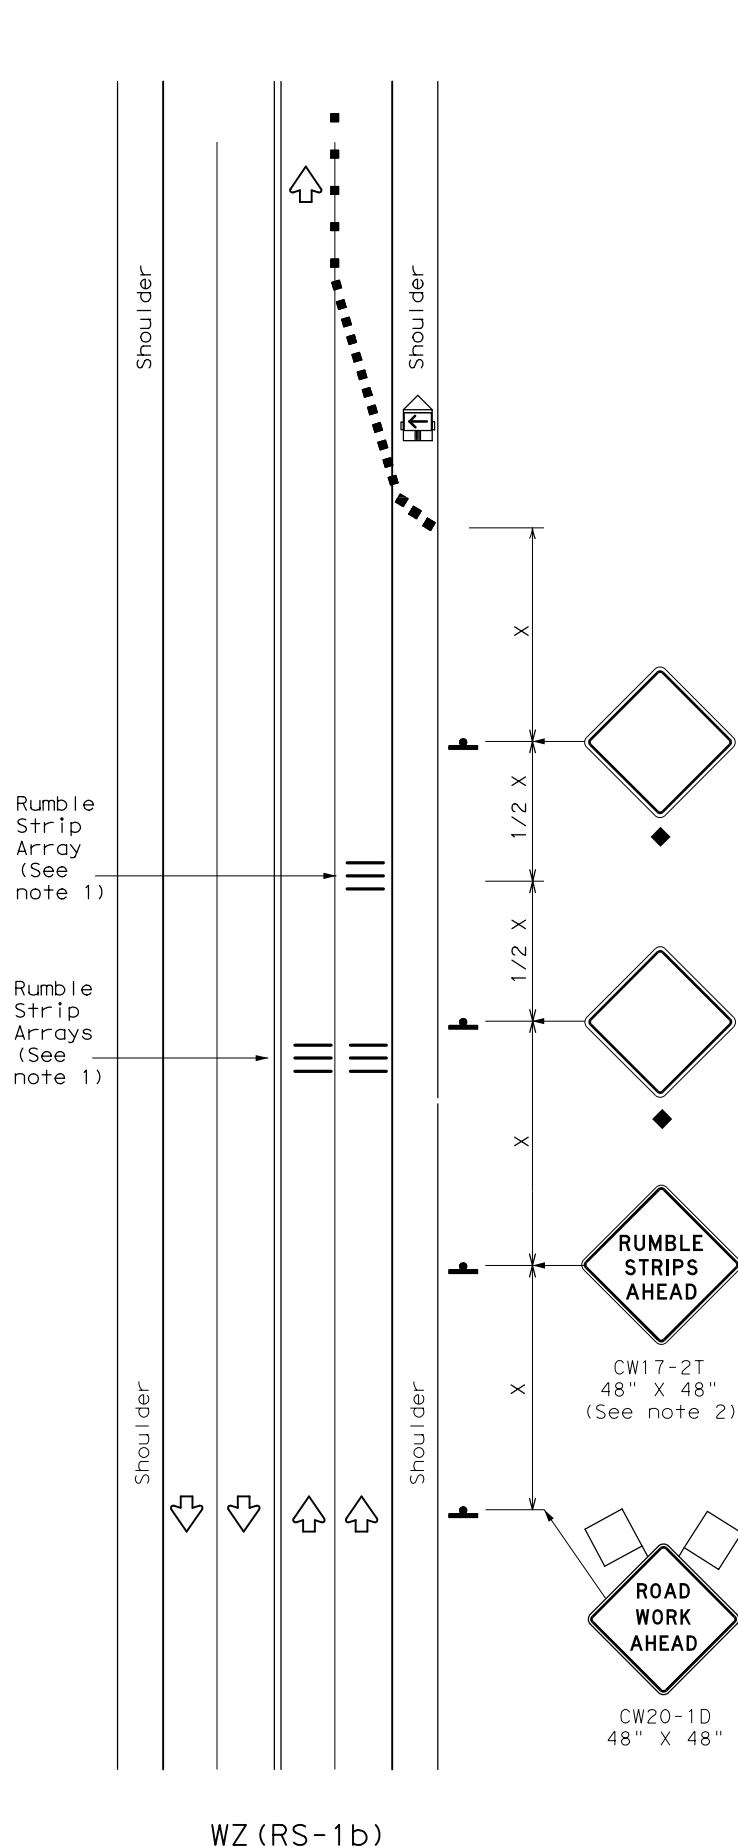 Shoulder
Shoulder
X
1/2 X
Rumble
Strip
Array
(See
note 1)
1/2 X
Rumble
Strip
Arrays
(See
note 1)
X
RUMBLE
STRIPS
AHEAD
CW17-2T
48" X 48"
(See note 2)
X
Shoulder
Shoulder
ROAD
WORK
AHEAD
CW20-1D
48" X 48"
WZ(RS-1b)